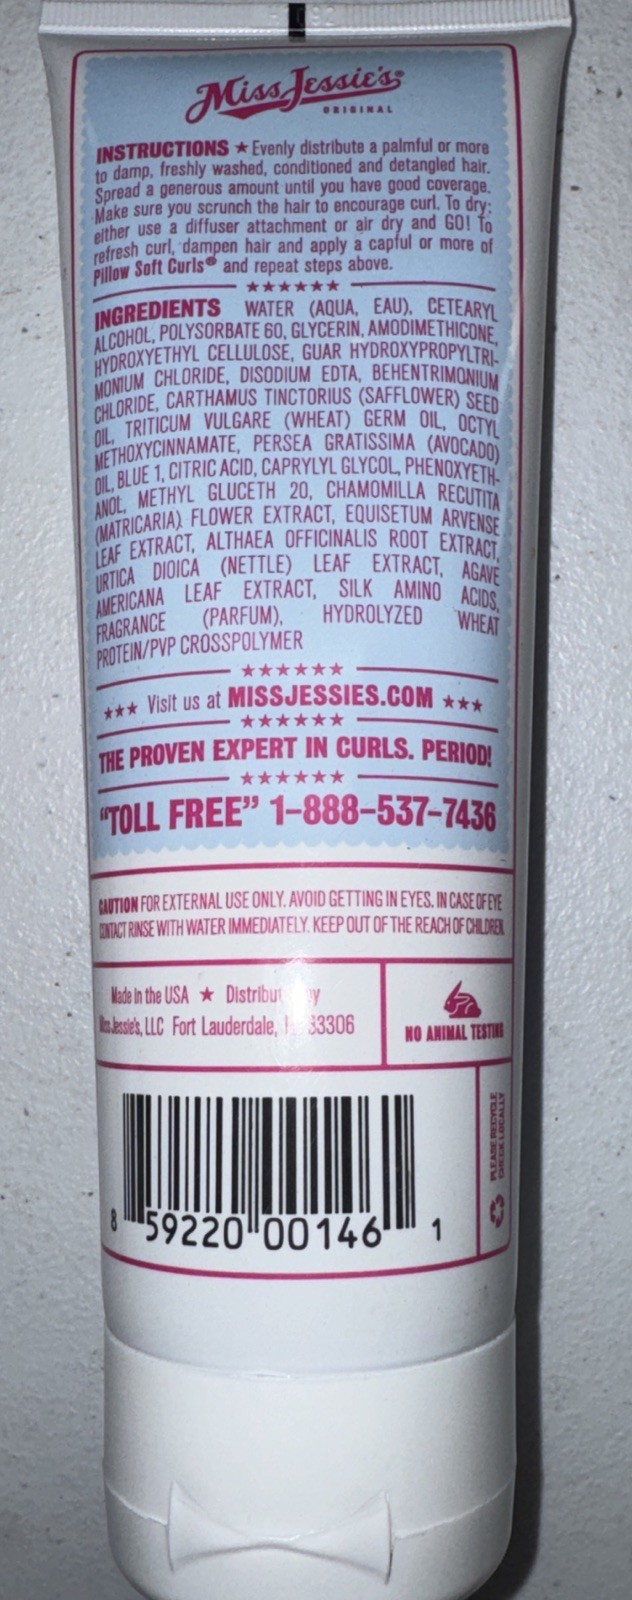 Miss Jessie's®
ORIGINAL
INSTRUCTIONS ★ Evenly distribute a palmful or more
to damp, freshly washed, conditioned and detangled hair.
Spread a generous amount until you have good coverage.
Make sure you scrunch the hair to encourage curl. To dry:
either use a diffuser attachment or air dry and GO! To
refresh curl, dampen hair and apply a capful or more of
Pillow Soft Curls® and repeat steps above.
★★★★★★
INGREDIENTS WATER (AQUA, EAU), CETEARYL
ALCOHOL, POLYSORBATE 60, GLYCERIN, AMODIMETHICONE,
HYDROXYETHYL CELLULOSE, GUAR HYDROXYPROPYLTRI-
MONIUM CHLORIDE, DISODIUM EDTA, BEHENTRIMONIUM
CHLORIDE, CARTHAMUS TINCTORIUS (SAFFLOWER) SEED
OIL, TRITICUM VULGARE (WHEAT) GERM OIL, OCTYL
METHOXYCINNAMATE, PERSEA GRATISSIMA (AVOCADO)
OIL, BLUE 1, CITRIC ACID, CAPRYLYL GLYCOL, PHENOXYETH-
ANOL, METHYL GLUCETH 20, CHAMOMILLA RECUTITA
(MATRICARIA) FLOWER EXTRACT, EQUISETUM ARVENSE
LEAF EXTRACT, ALTHAEA OFFICINALIS ROOT EXTRACT,
URTICA DIOICA (NETTLE) LEAF EXTRACT, AGAVE
AMERICANA LEAF EXTRACT, SILK AMINO ACIDS,
FRAGRANCE (PARFUM), HYDROLYZED WHEAT
PROTEIN/PVP CROSSPOLYMER
★★★★★★
★★★ Visit us at MISSJESSIES.COM ★★★
★★★★★★
THE PROVEN EXPERT IN CURLS. PERIOD!
★★★★★★
"TOLL FREE" 1-888-537-7436
CAUTION FOR EXTERNAL USE ONLY. AVOID GETTING IN EYES. IN CASE OF EYE
CONTACT RINSE WITH WATER IMMEDIATELY. KEEP OUT OF THE REACH OF CHILDREN.
Made in the USA ★
Miss Jessie's, LLC Fort Lauderdale, 33306
NO ANIMAL TESTING
PLEASE RECYCLE
CHECK LOCALLY
8 59220 00146 1